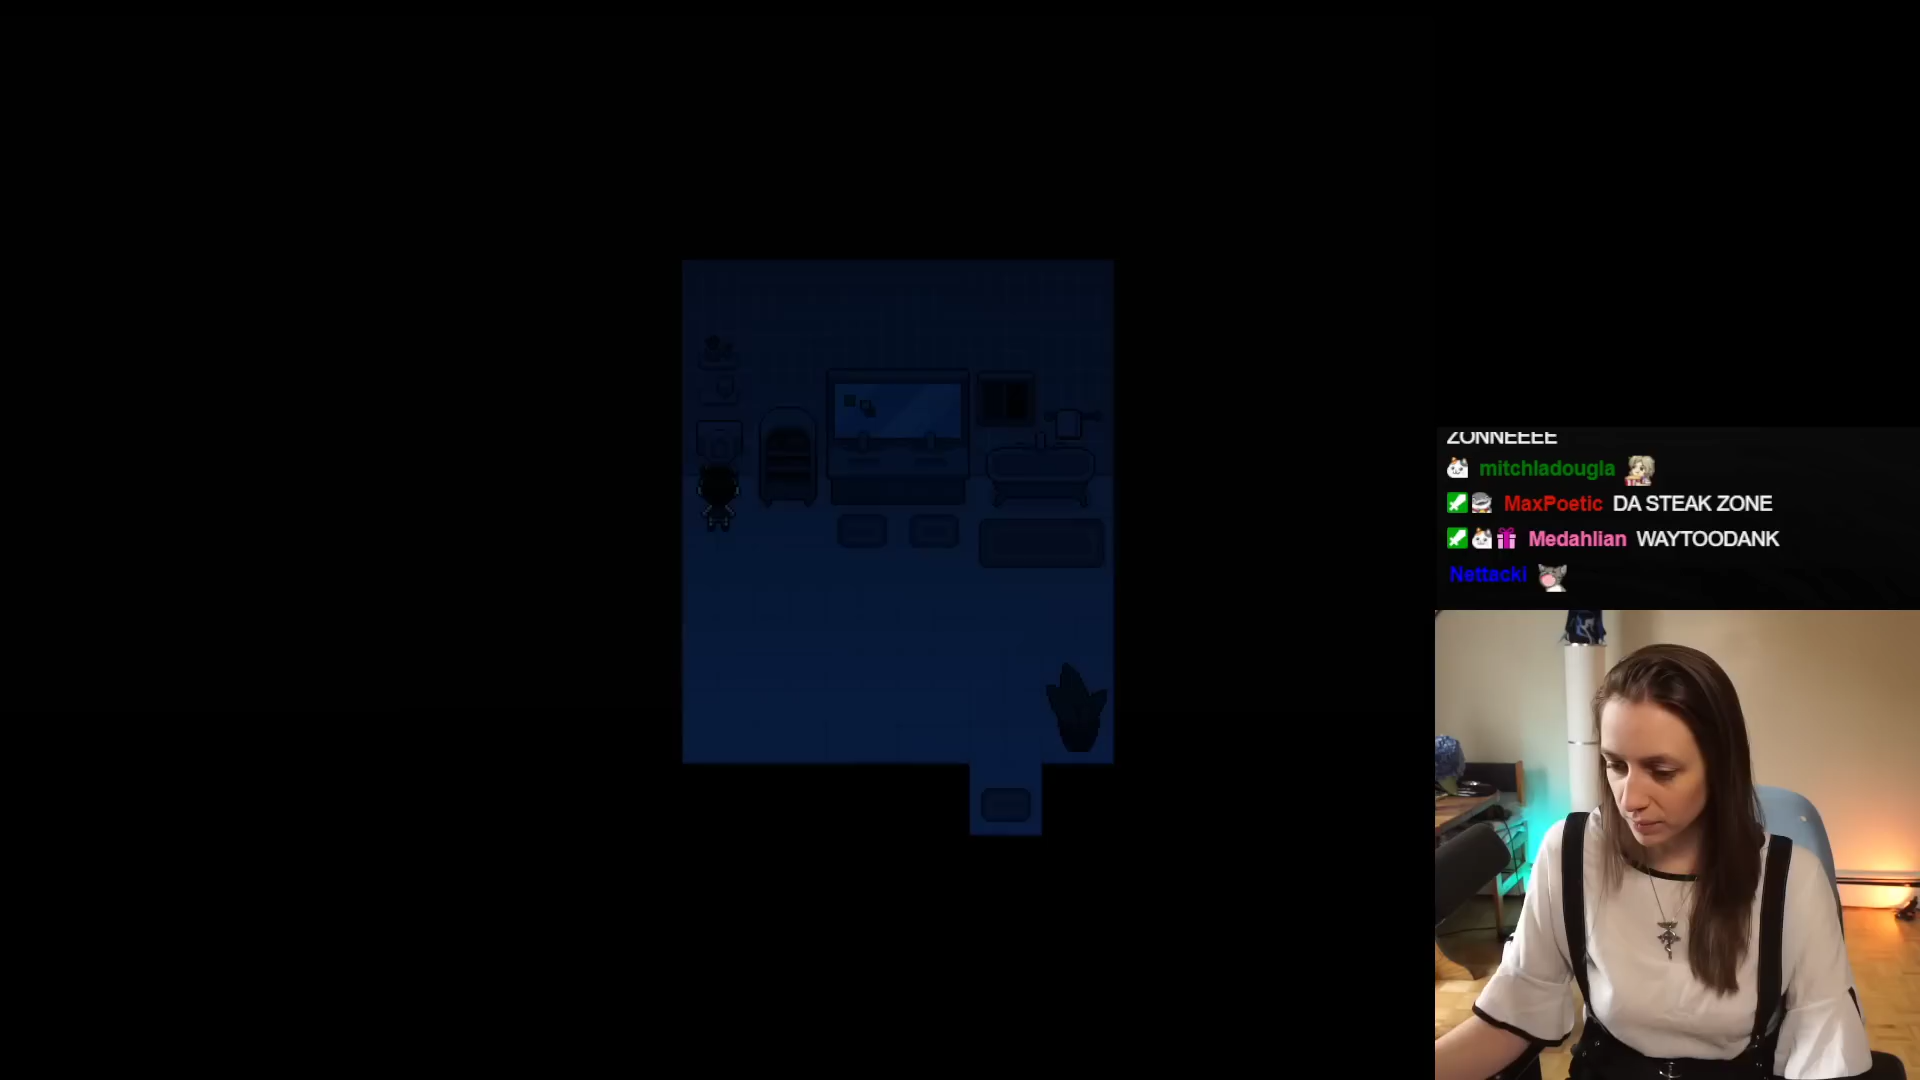 ZONNEEEE
mitchladougla
MaxPoetic DA STEAK ZONE
Medahlian WAYTOODANK
Nettacki